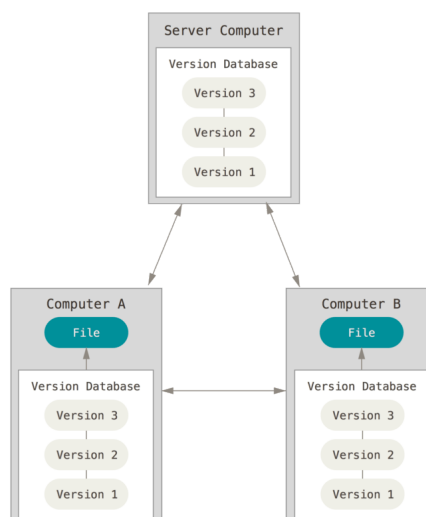 Server Computer
Version Database
Version 3
Version 2
Version 1
Computer A
File
Version Database
Version 3
Version 2
Version 1
Computer B
File
Version Database
Version 3
Version 2
Version 1